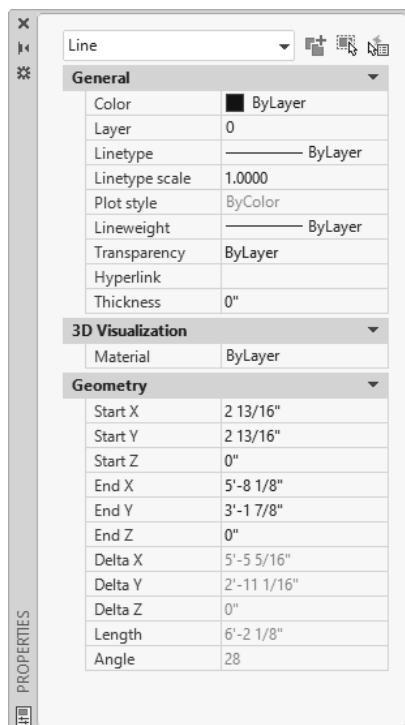 Line
General
Color ByLayer
Layer 0
Linetype ByLayer
Linetype scale 1.0000
Plot style ByColor
Lineweight ByLayer
Transparency ByLayer
Hyperlink
Thickness 0"
3D Visualization
Material ByLayer
Geometry
Start X 2 13/16"
Start Y 2 13/16"
Start Z 0"
End X 5'-8 1/8"
End Y 3'-1 7/8"
End Z 0"
Delta X 5'-5 5/16"
Delta Y 2'-11 1/16"
Delta Z 0"
Length 6'-2 1/8"
Angle 28
PROPERTIES